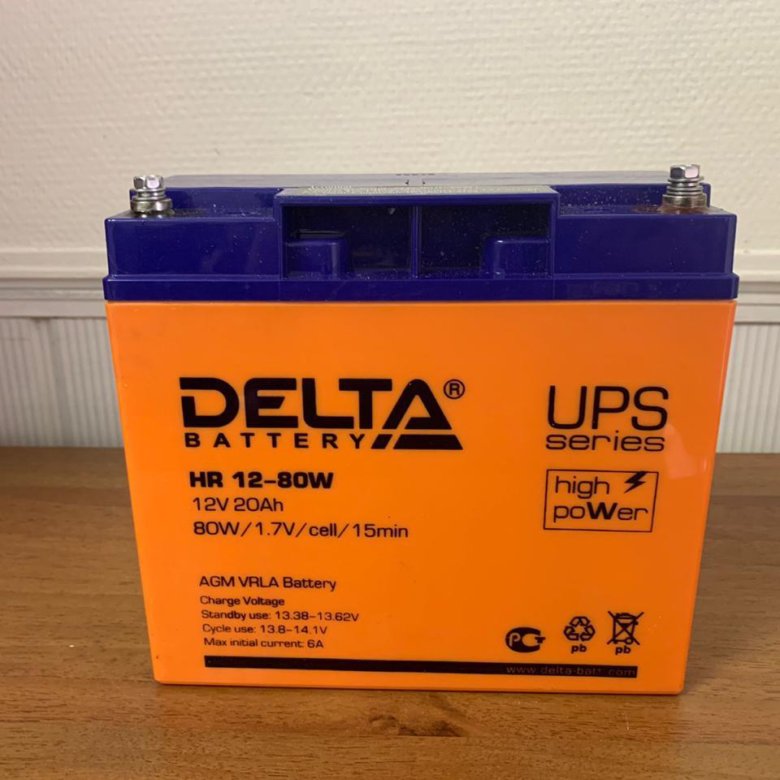 DELTA®
BATTERY
UPS
series
HR 12-80W
12V 20Ah
80W/1.7V/cell/15min
high
poWer
AGM VRLA Battery
Charge Voltage
Standby use: 13.38-13.62V
Cycle use: 13.8-14.1V
Max initial current: 6A
pb
pb
www.delta-batt.com